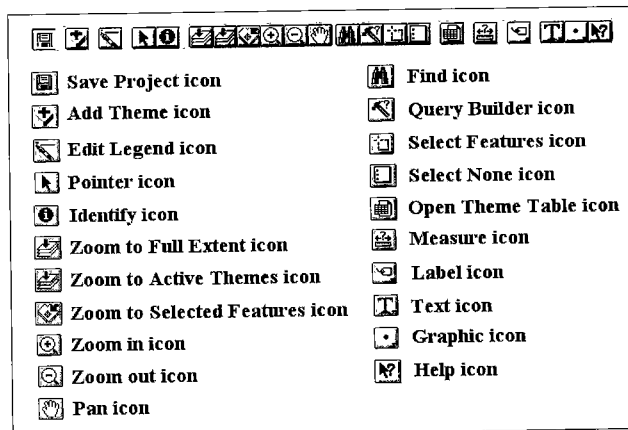 Save Project icon
Add Theme icon
Edit Legend icon
Pointer icon
Identify icon
Zoom to Full Extent icon
Zoom to Active Themes icon
Zoom to Selected Features icon
Zoom in icon
Zoom out icon
Pan icon
Find icon
Query Builder icon
Select Features icon
Select None icon
Open Theme Table icon
Measure icon
Label icon
Text icon
Graphic icon
Help icon